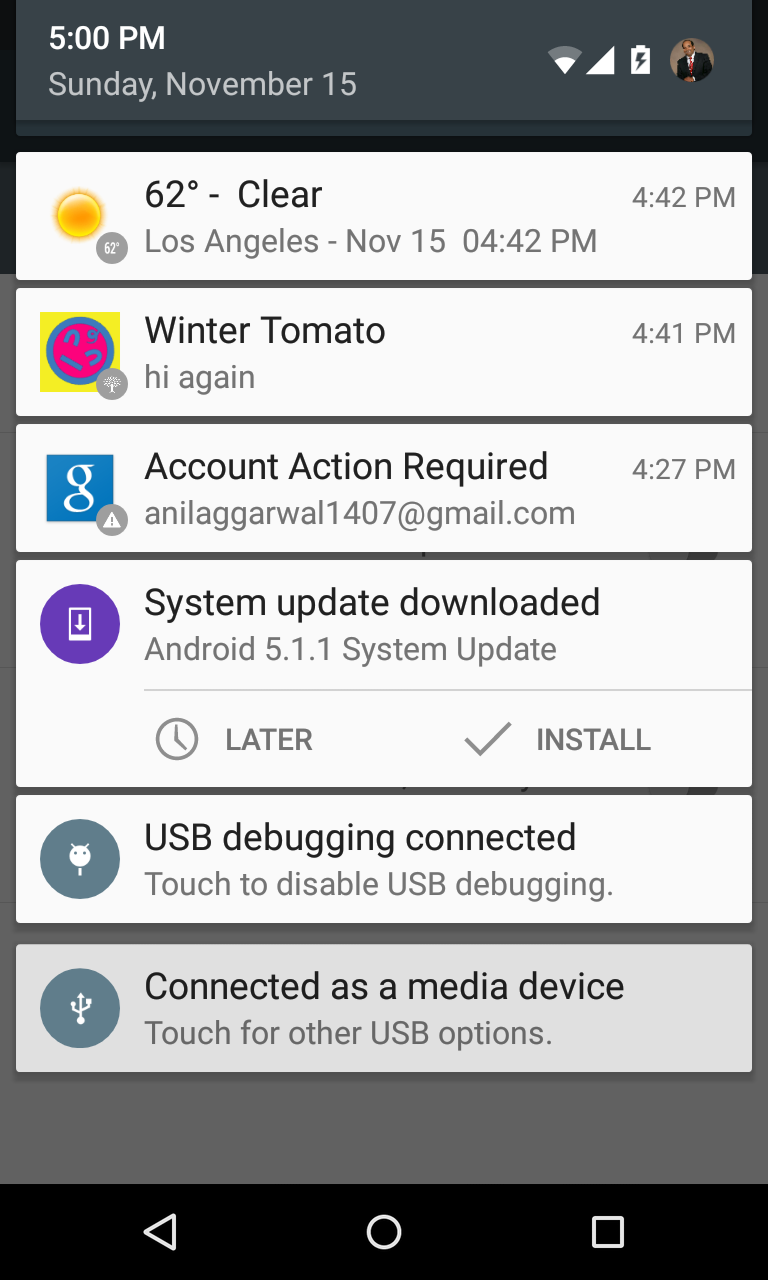 5:00 PM
Sunday, November 15
62° - Clear
4:42 PM
62°
Los Angeles - Nov 15 04:42 PM
Winter Tomato
4:41 PM
hi again
g
Account Action Required
4:27 PM
anilaggarwal1407@gmail.com
System update downloaded
Android 5.1.1 System Update
LATER
INSTALL
USB debugging connected
Touch to disable USB debugging.
Connected as a media device
Touch for other USB options.